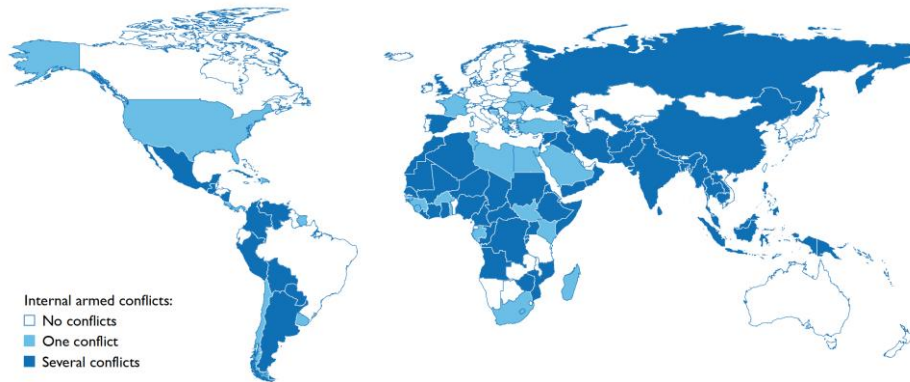 Internal armed conflicts:
No conflicts
One conflict
Several conflicts